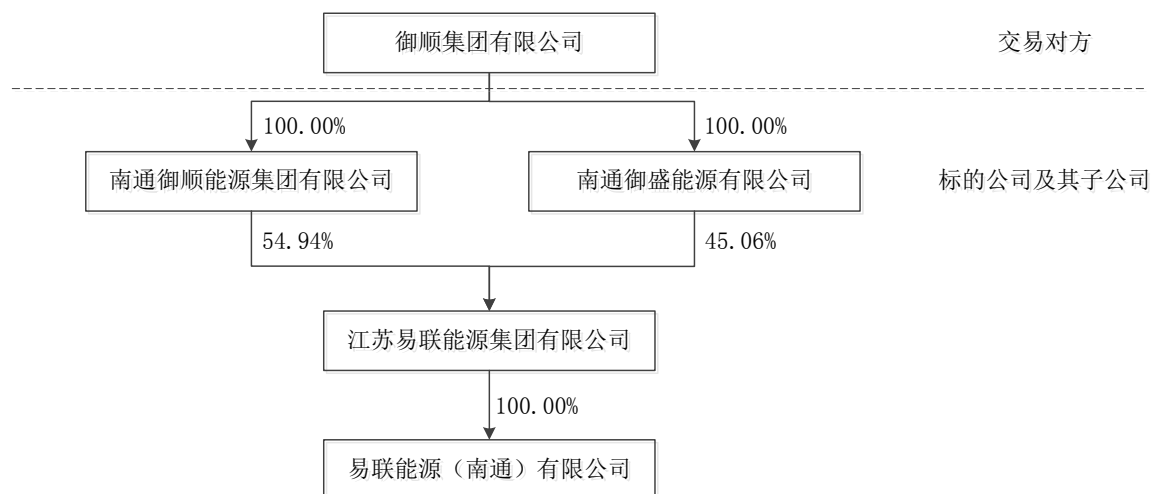 御顺集团有限公司
交易对方
100.00%
100.00%
南通御顺能源集团有限公司
南通御盛能源有限公司
标的公司及其子公司
54.94%
45.06%
江苏易联能源集团有限公司
100.00%
易联能源（南通）有限公司